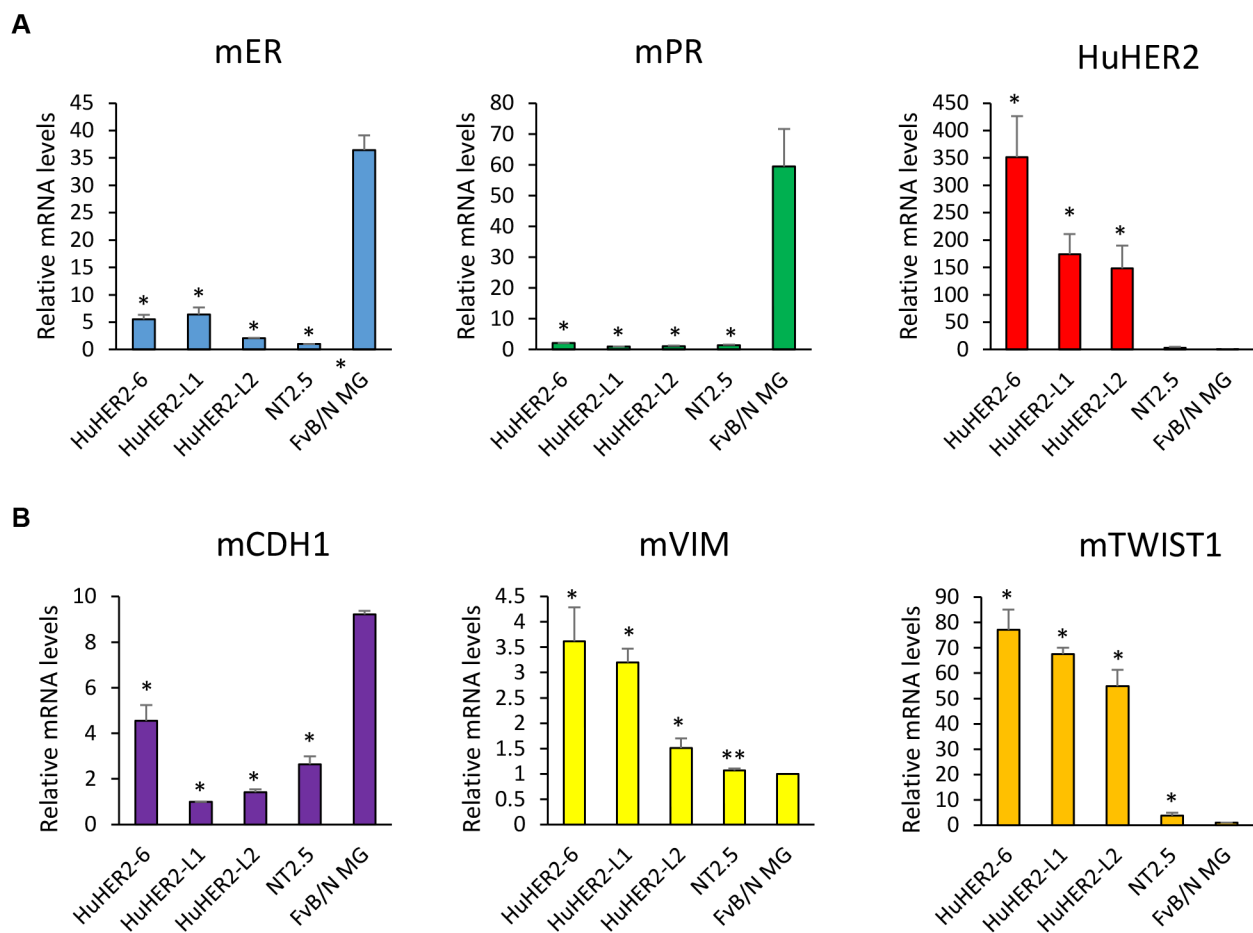 A
mER
mPR
HuHER2
Relative mRNA levels
45
40
35
30
25
20
15
10
5
0
*
*
*
*
*
HuHER2-6
HuHER2-L1
HuHER2-L2
NT2.5
FvB/N MG
Relative mRNA levels
80
70
60
50
40
30
20
10
0
*
*
*
*
HuHER2-6
HuHER2-L1
HuHER2-L2
NT2.5
FvB/N MG
Relative mRNA levels
450
400
350
300
250
200
150
100
50
0
*
*
*
HuHER2-6
HuHER2-L1
HuHER2-L2
NT2.5
FvB/N MG
B
mCDH1
mVIM
mTWIST1
Relative mRNA levels
10
8
6
4
2
0
*
*
*
*
HuHER2-6
HuHER2-L1
HuHER2-L2
NT2.5
FvB/N MG
Relative mRNA levels
4.5
4
3.5
3
2.5
2
1.5
1
0.5
0
*
*
*
**
HuHER2-6
HuHER2-L1
HuHER2-L2
NT2.5
FvB/N MG
Relative mRNA levels
90
80
70
60
50
40
30
20
10
0
*
*
*
*
HuHER2-6
HuHER2-L1
HuHER2-L2
NT2.5
FvB/N MG